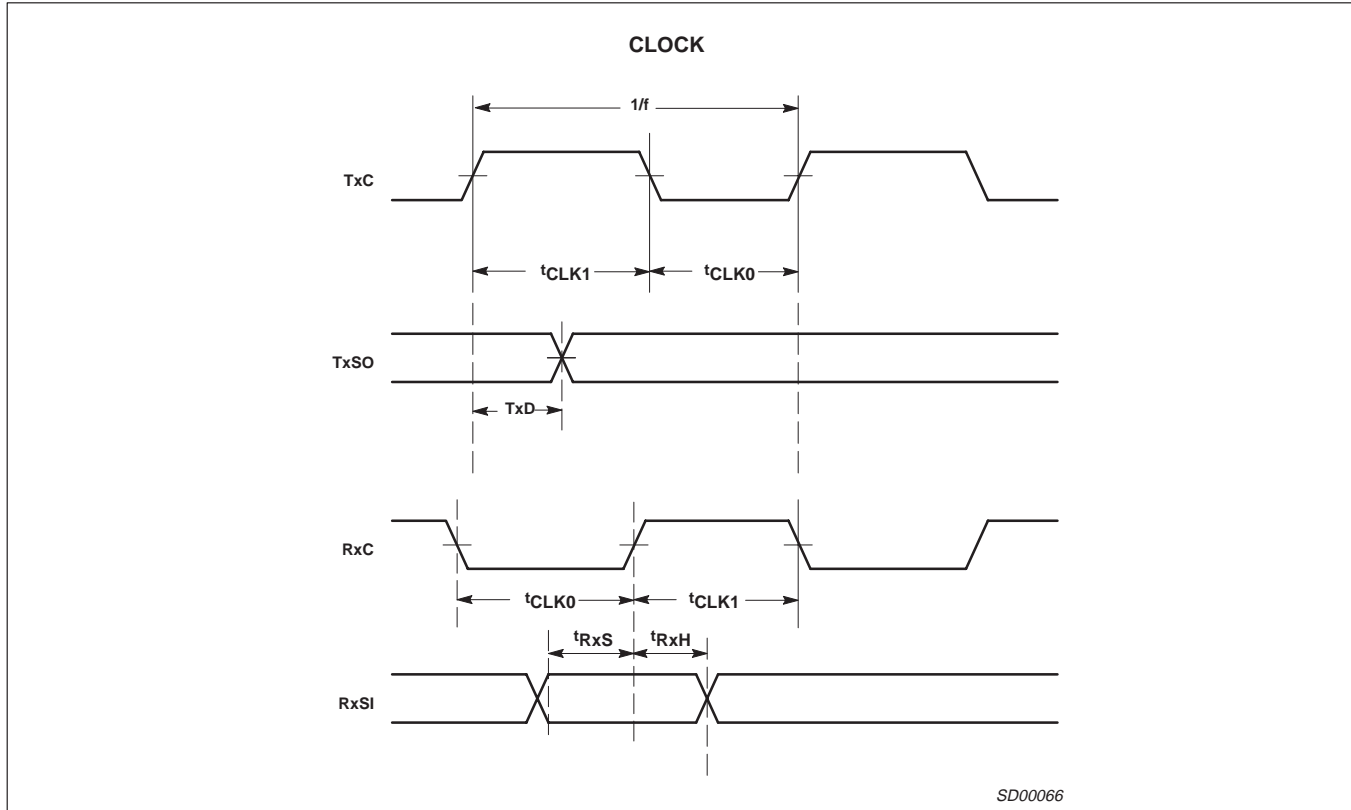 CLOCK
1/f
TxC
tCLK1
tCLK0
TxSO
TxD
RxC
tCLK0
tCLK1
tRxS
tRxH
RxSI
SD00066